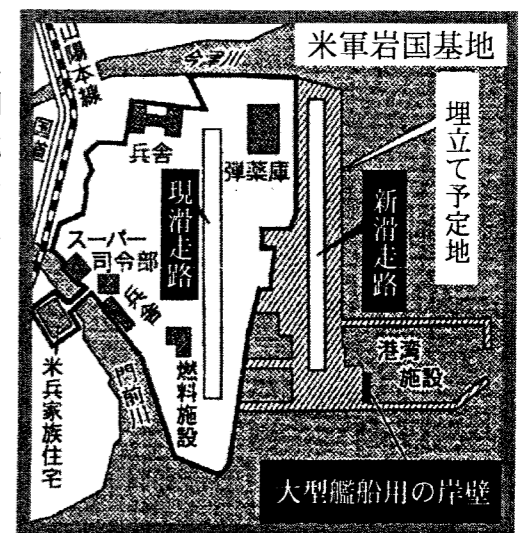 米軍岩国基地
山陽本線
国道
今津川
兵舎
弾薬庫
埋立て予定地
現滑走路
新滑走路
スーパー
司令部
兵舎
港湾
施設
米兵家族住宅
門前川
燃料施設
大型艦船用の岸壁